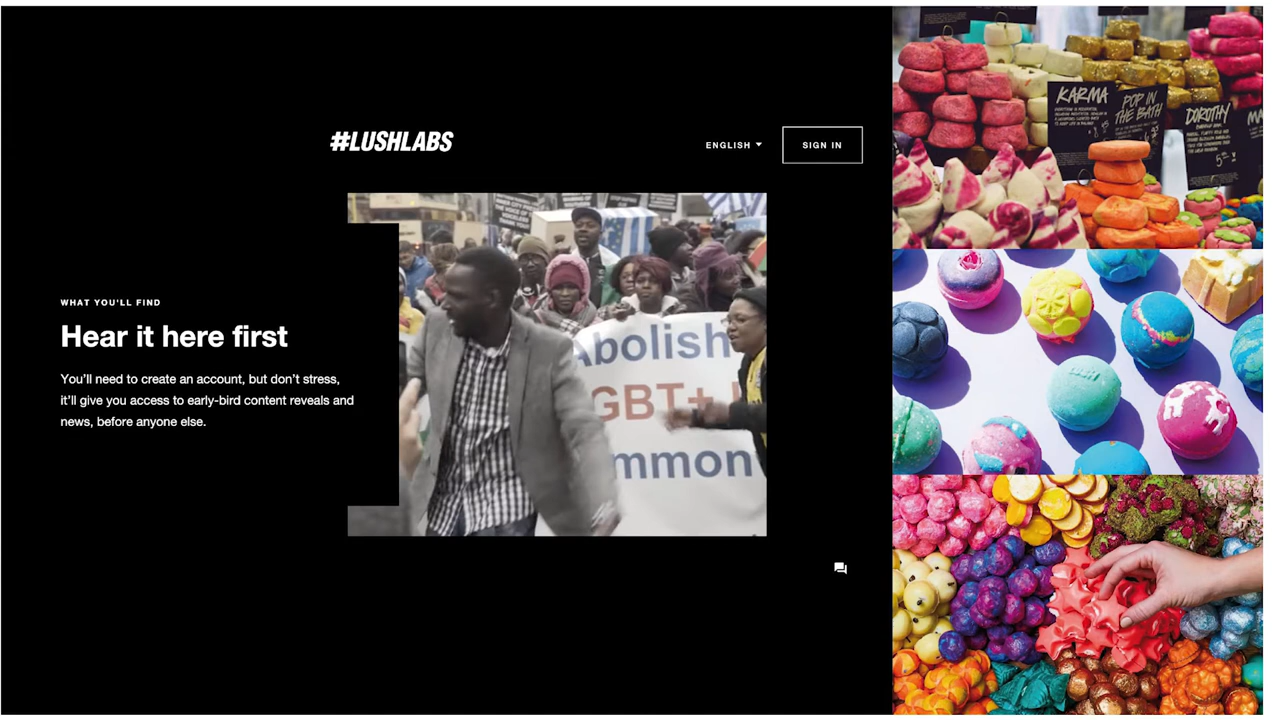 #LUSHLABS
ENGLISH
SIGN IN
WHAT YOU'LL FIND
Hear it here first
You'll need to create an account, but don't stress,
it'll give you access to early-bird content reveals and
news, before anyone else.
Abolish
GBT+
mmon
KARMA
POP IN
THE BATH
DOROTHY